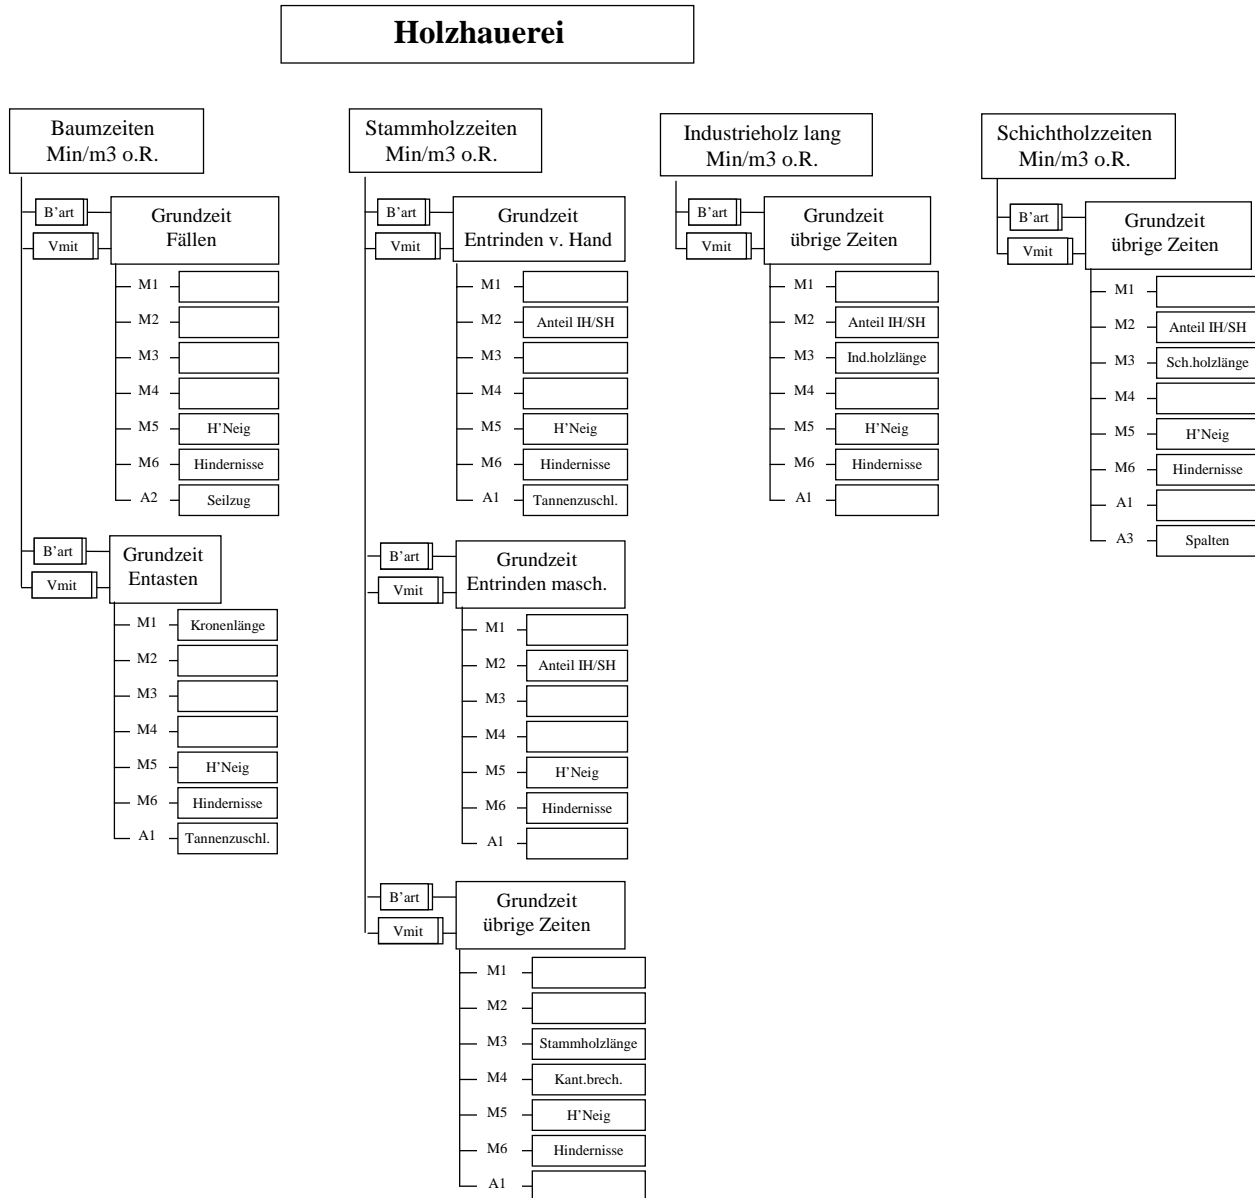 Holzhauerei
Baumzeiten
Min/m3 o.R.
B'art
Vmit
Grundzeit
Fällen
M1
M2
M3
M4
M5 H'Neig
M6 Hindernisse
A2 Seilzug
B'art
Vmit
Grundzeit
Entasten
M1 Kronenlänge
M2
M3
M4
M5 H'Neig
M6 Hindernisse
A1 Tannenzuschl.
Stammholzzeiten
Min/m3 o.R.
B'art
Vmit
Grundzeit
Entrinden v. Hand
M1
M2 Anteil IH/SH
M3
M4
M5 H'Neig
M6 Hindernisse
A1 Tannenzuschl.
B'art
Vmit
Grundzeit
Entrinden masch.
M1
M2 Anteil IH/SH
M3
M4
M5 H'Neig
M6 Hindernisse
A1
B'art
Vmit
Grundzeit
übrige Zeiten
M1
M2
M3 Stammholzlänge
M4 Kant.brech.
M5 H'Neig
M6 Hindernisse
A1
Industrieholz lang
Min/m3 o.R.
B'art
Vmit
Grundzeit
übrige Zeiten
M1
M2 Anteil IH/SH
M3 Ind.holzlänge
M4
M5 H'Neig
M6 Hindernisse
A1
Schichtholzzeiten
Min/m3 o.R.
B'art
Vmit
Grundzeit
übrige Zeiten
M1
M2 Anteil IH/SH
M3 Sch.holzlänge
M4
M5 H'Neig
M6 Hindernisse
A1
A3 Spalten